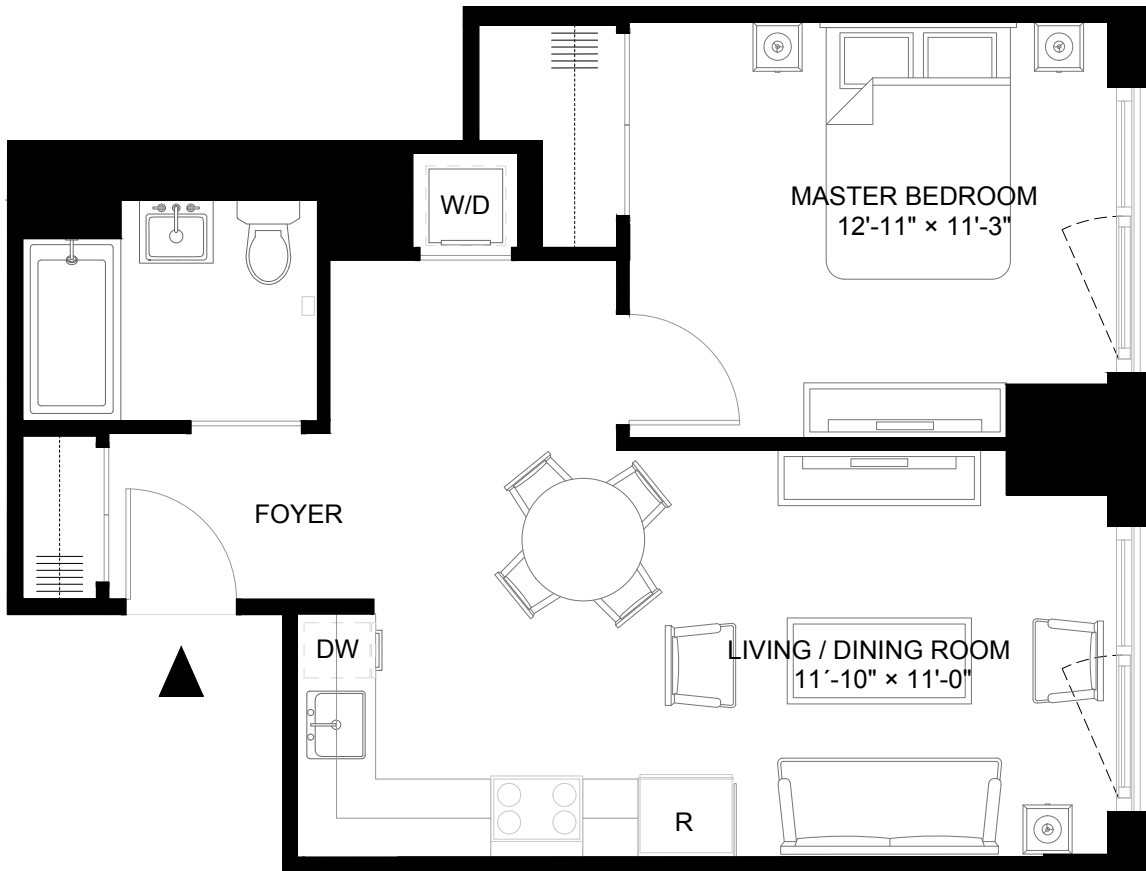 W/D
MASTER BEDROOM
12'-11" × 11'-3"
FOYER
DW
LIVING / DINING ROOM
11´-10" × 11'-0"
R